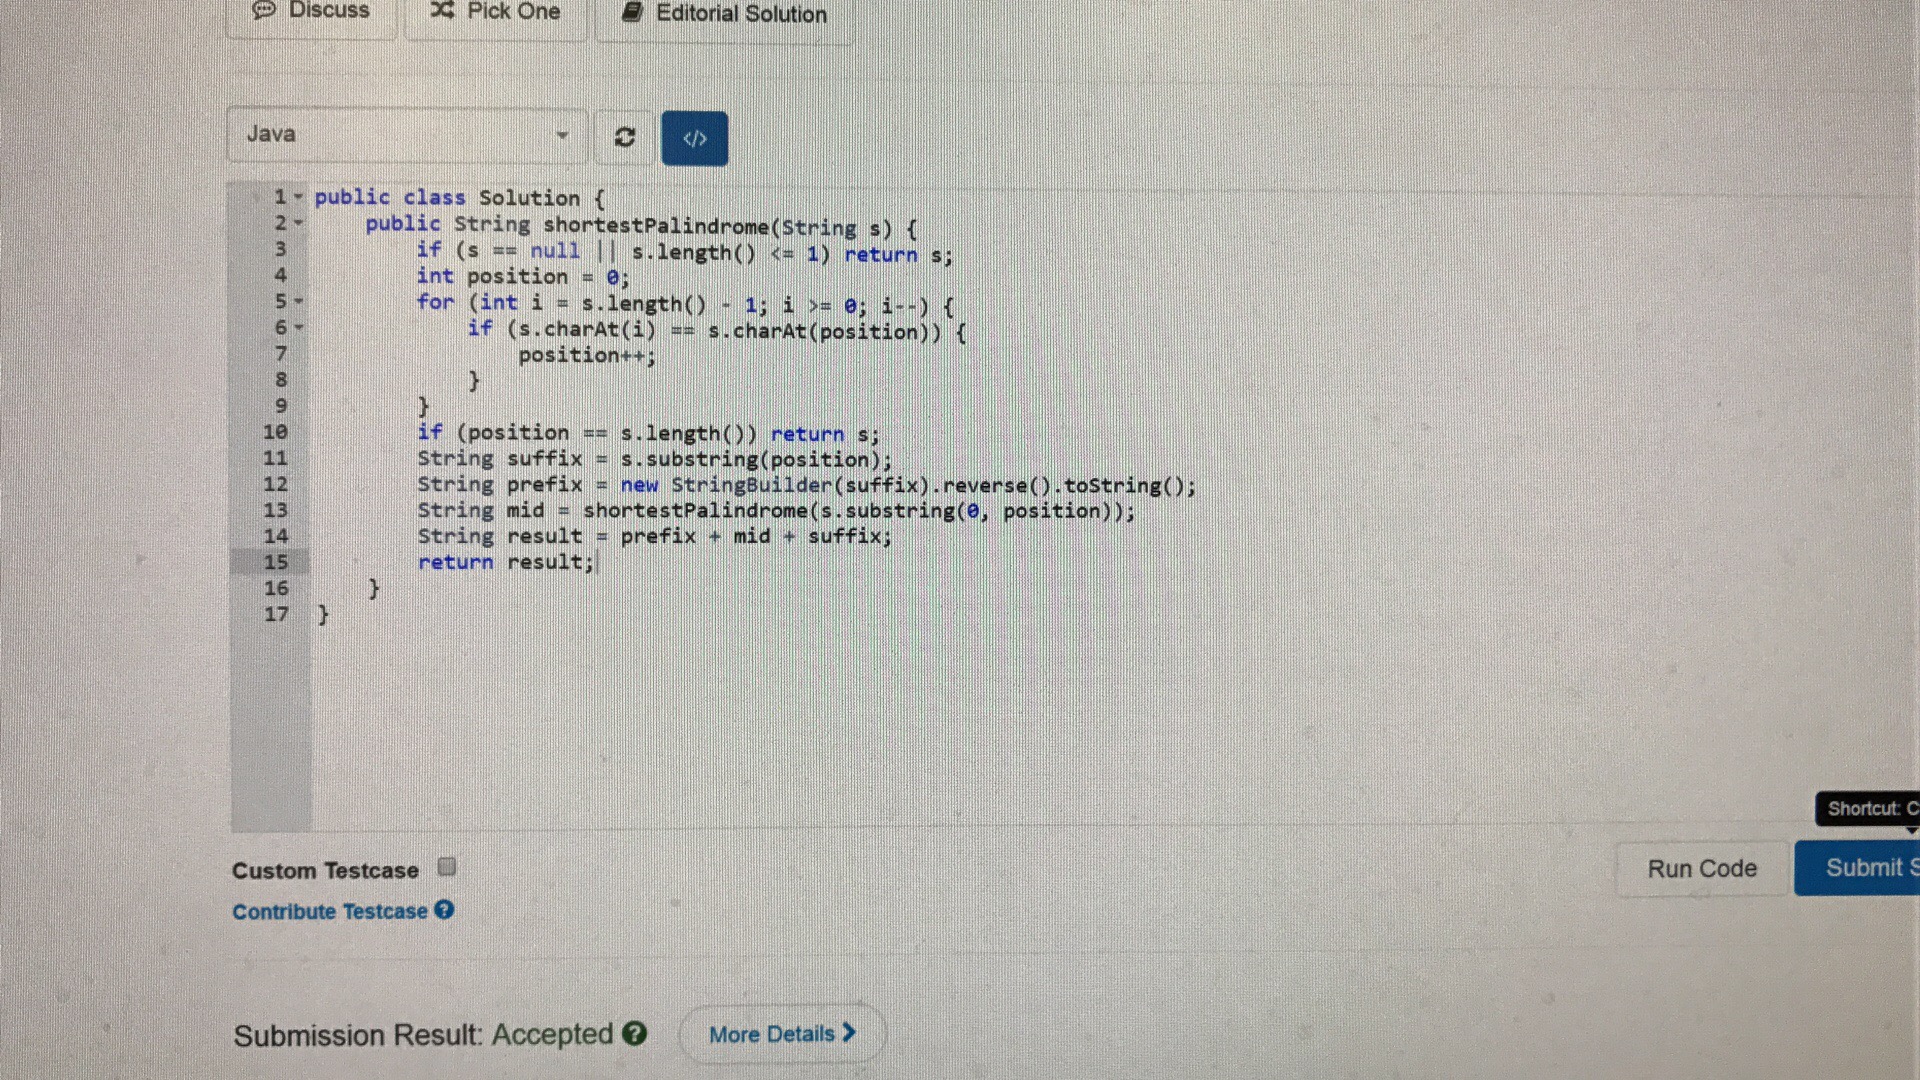 Discuss
Pick One
Editorial Solution
Java
</>
1 public class Solution {
2 public String shortestPalindrome(String s) {
3 if (s == null || s.length() <= 1) return s;
4 int position = 0;
5 for (int i = s.length() - 1; i >= 0; i--) {
6 if (s.charAt(i) == s.charAt(position)) {
7 position++;
8 }
9 }
10 if (position == s.length()) return s;
11 String suffix = s.substring(position);
12 String prefix = new StringBuilder(suffix).reverse().toString();
13 String mid = shortestPalindrome(s.substring(0, position));
14 String result = prefix + mid + suffix;
15 return result;
16 }
17 }
Shortcut: C
Custom Testcase
Run Code
Submit S
Contribute Testcase ?
Submission Result: Accepted ?
More Details